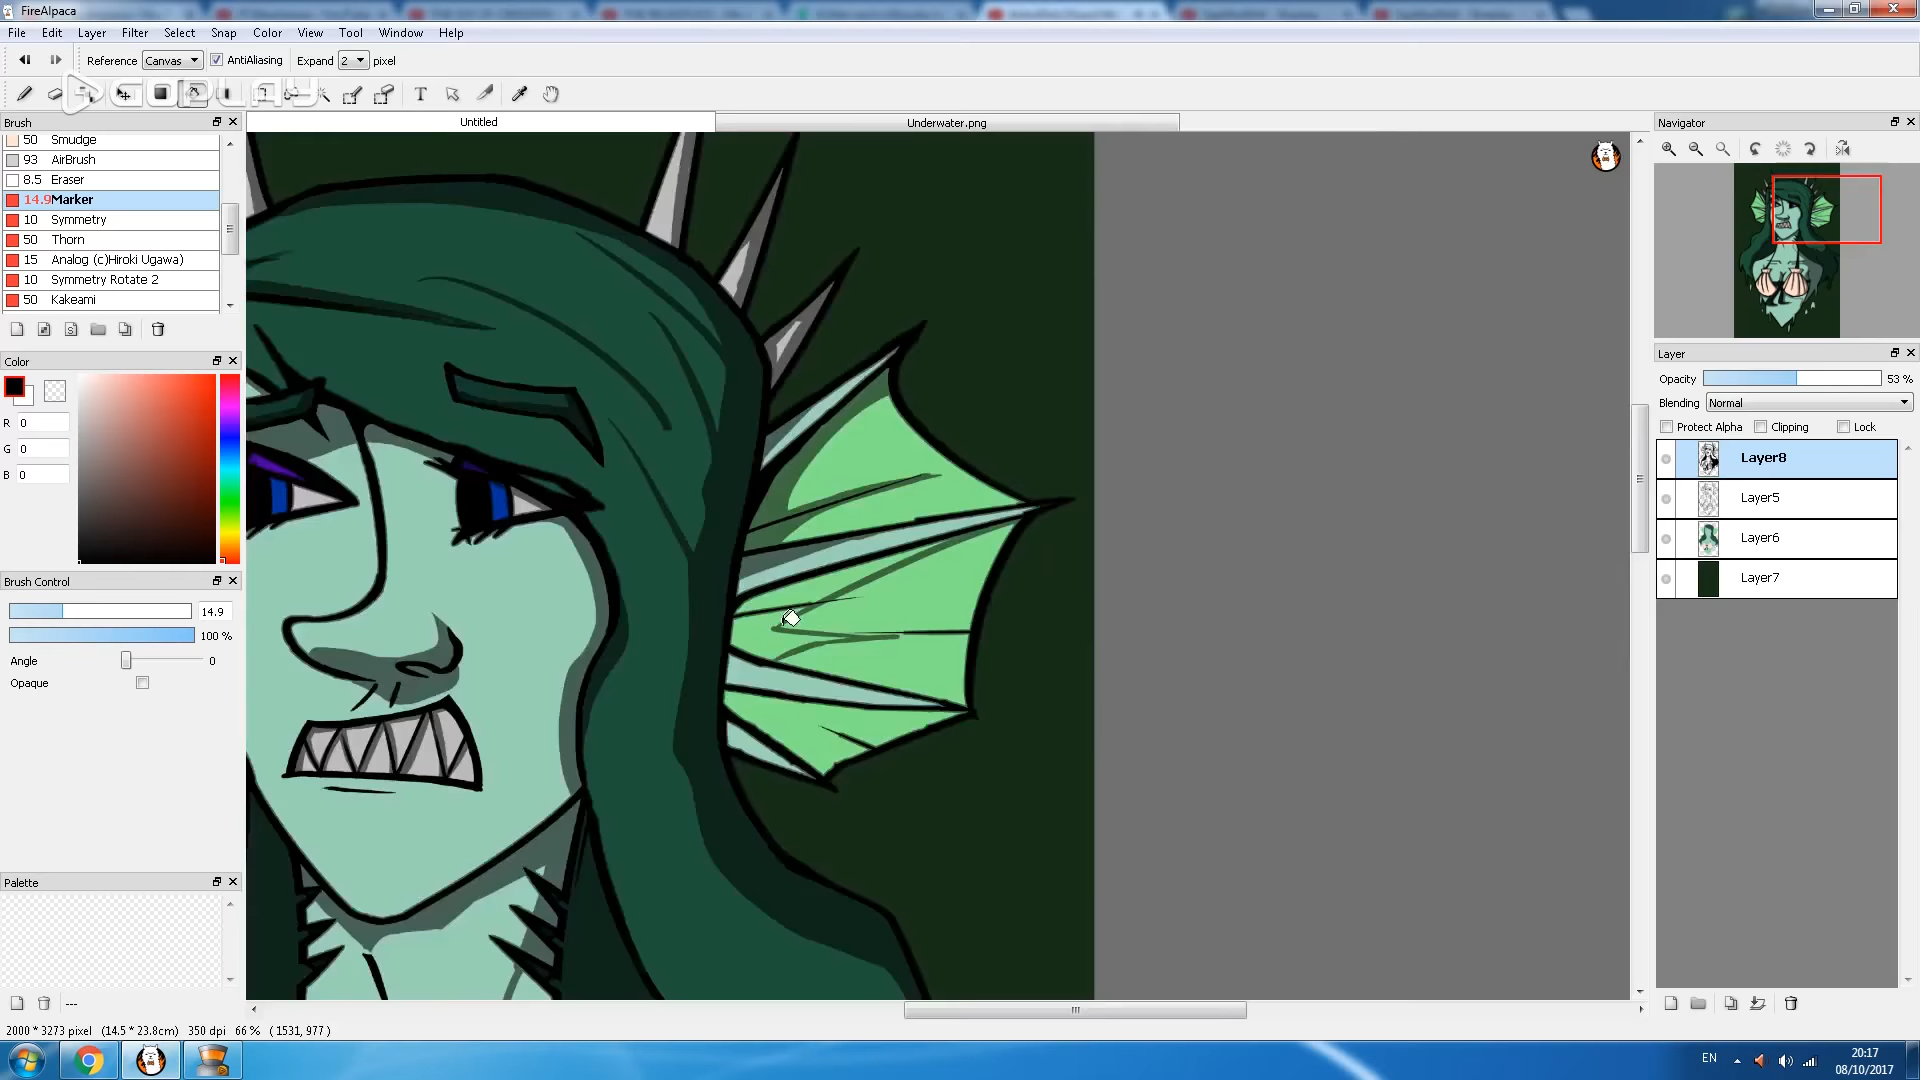 FireAlpaca
File Edit Layer Filter Select Snap Color View Tool Window Help
Reference Canvas AntiAliasing Expand 2 pixel
GOPLAY
T
Brush
Untitled
Underwater.png
Navigator
50 Smudge
93 AirBrush
8.5 Eraser
14.9 Marker
10 Symmetry
50 Thorn
15 Analog (c)Hiroki Ugawa)
10 Symmetry Rotate 2
50 Kakeami
S
Color
R 0
G 0
B 0
Brush Control
14.9
100 %
Angle 0
Opaque
Palette
---
Layer
Opacity 53 %
Blending Normal
Protect Alpha Clipping Lock
Layer8
Layer5
Layer6
Layer7
2000 * 3273 pixel (14.5 * 23.8cm) 350 dpi 66 % ( 1531, 977 )
EN
20:17
08/10/2017